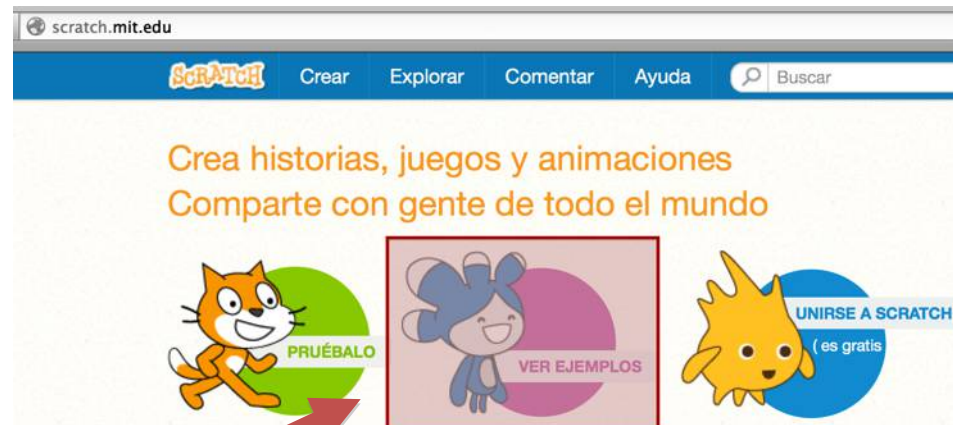 scratch.mit.edu
SCRATCH Crear Explorar Comentar Ayuda Buscar
Crea historias, juegos y animaciones
Comparte con gente de todo el mundo
PRUÉBALO
VER EJEMPLOS
UNIRSE A SCRATCH
( es gratis